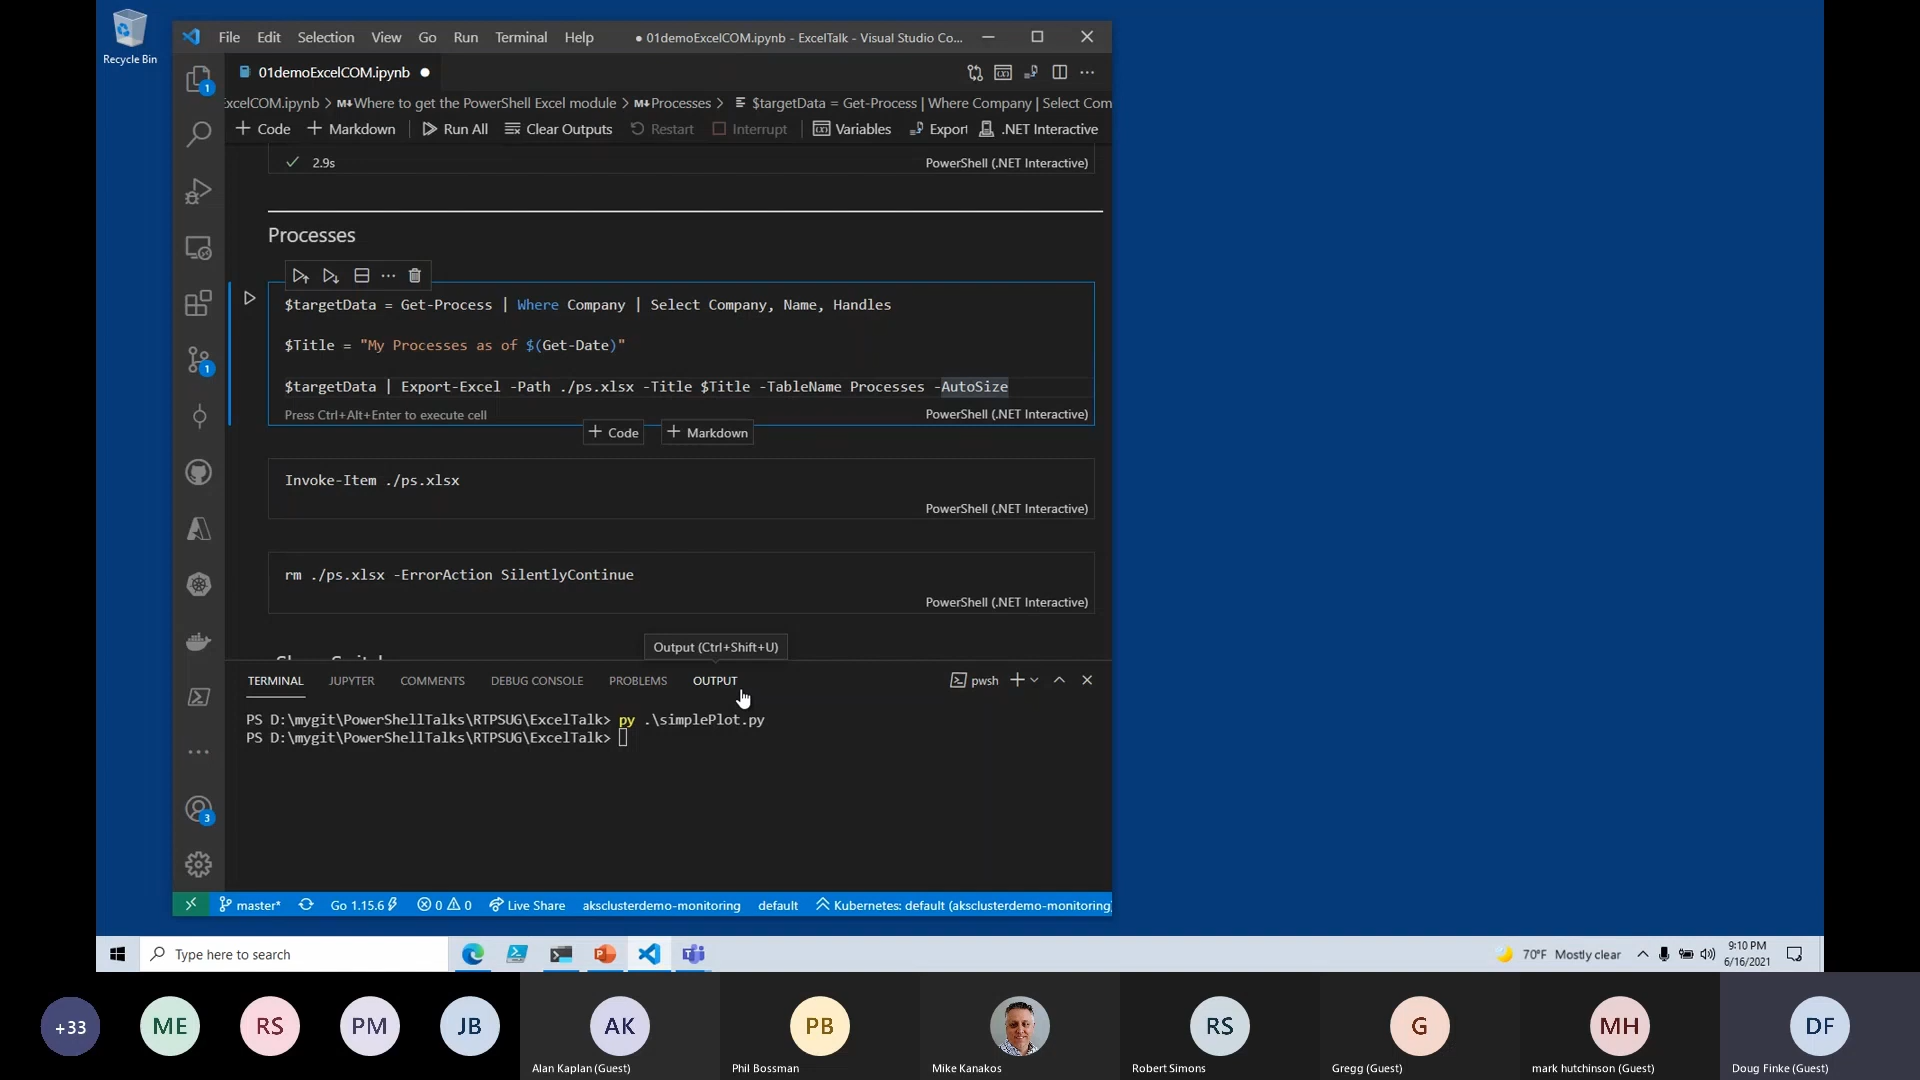 Recycle Bin
File Edit Selection View Go Run Terminal Help
● 01demoExcelCOM.ipynb - ExcelTalk - Visual Studio Co...
01demoExcelCOM.ipynb ●
xcelCOM.ipynb > M↓Where to get the PowerShell Excel module > M↓Processes > $targetData = Get-Process | Where Company | Select Com
+ Code + Markdown Run All Clear Outputs Restart Interrupt Variables Export .NET Interactive
✓ 2.9s
PowerShell (.NET Interactive)
Processes
$targetData = Get-Process | Where Company | Select Company, Name, Handles
$Title = "My Processes as of $(Get-Date)"
$targetData | Export-Excel -Path ./ps.xlsx -Title $Title -TableName Processes -AutoSize
Press Ctrl+Alt+Enter to execute cell
PowerShell (.NET Interactive)
+ Code + Markdown
Invoke-Item ./ps.xlsx
PowerShell (.NET Interactive)
rm ./ps.xlsx -ErrorAction SilentlyContinue
PowerShell (.NET Interactive)
Output (Ctrl+Shift+U)
TERMINAL JUPYTER COMMENTS DEBUG CONSOLE PROBLEMS OUTPUT
pwsh
PS D:\mygit\PowerShellTalks\RTPSUG\ExcelTalk> py .\simplePlot.py
PS D:\mygit\PowerShellTalks\RTPSUG\ExcelTalk>
1
1
3
master* Go 1.15.6 0 0 Live Share aksclusterdemo-monitoring default Kubernetes: default (aksclusterdemo-monitoring)
Type here to search
70°F Mostly clear
9:10 PM
6/16/2021
+33 ME RS PM JB AK PB RS G MH DF
Alan Kaplan (Guest)
Phil Bossman
Mike Kanakos
Robert Simons
Gregg (Guest)
mark hutchinson (Guest)
Doug Finke (Guest)